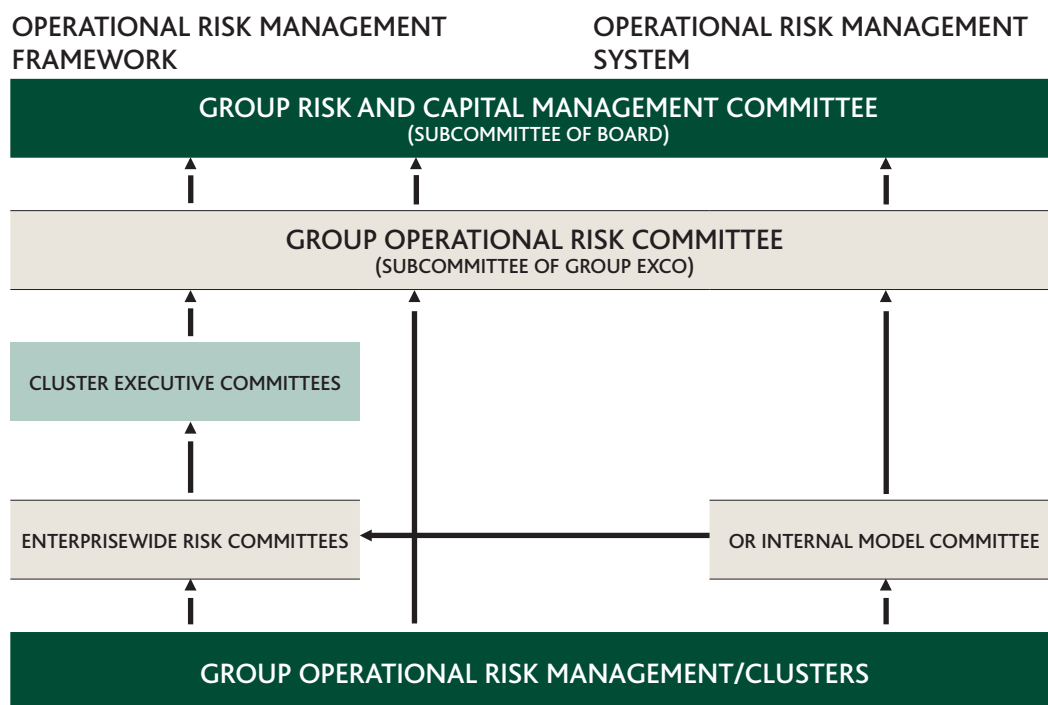 OPERATIONAL RISK MANAGEMENT
FRAMEWORK
OPERATIONAL RISK MANAGEMENT
SYSTEM
GROUP RISK AND CAPITAL MANAGEMENT COMMITTEE
(SUBCOMMITTEE OF BOARD)
GROUP OPERATIONAL RISK COMMITTEE
(SUBCOMMITTEE OF GROUP EXCO)
CLUSTER EXECUTIVE COMMITTEES
ENTERPRISEWIDE RISK COMMITTEES
OR INTERNAL MODEL COMMITTEE
GROUP OPERATIONAL RISK MANAGEMENT/CLUSTERS